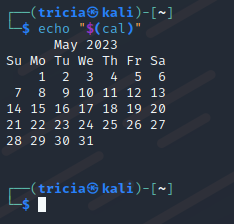 ┌──(tricia㉿kali)-[~]
└─$ echo "$(cal)"
      May 2023
Su Mo Tu We Th Fr Sa
    1  2  3  4  5  6
 7  8  9 10 11 12 13
14 15 16 17 18 19 20
21 22 23 24 25 26 27
28 29 30 31
┌──(tricia㉿kali)-[~]
└─$